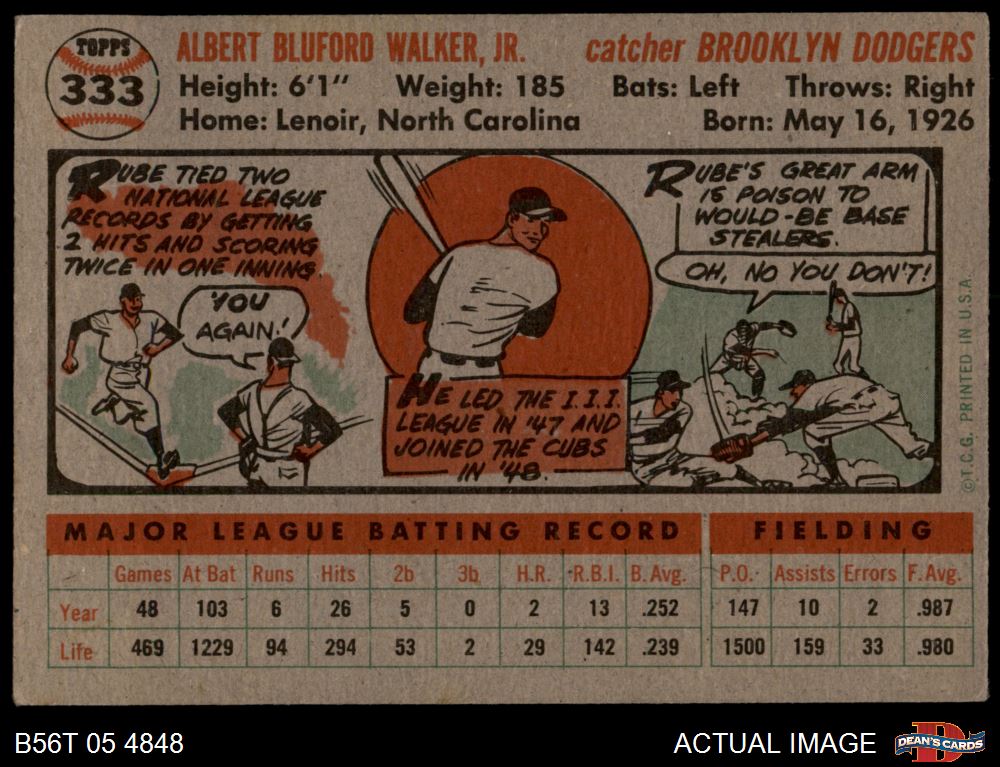 TOPPS
333
ALBERT BLUFORD WALKER, JR. catcher BROOKLYN DODGERS
Height: 6'1" Weight: 185 Bats: Left Throws: Right
Home: Lenoir, North Carolina Born: May 16, 1926
RUBE TIED TWO
NATIONAL LEAGUE
RECORDS BY GETTING
2 HITS AND SCORING
TWICE IN ONE INNING.
YOU
AGAIN!
HE LED THE I.I.I.
LEAGUE IN '47 AND
JOINED THE CUBS
IN '48.
RUBE'S GREAT ARM
IS POISON TO
WOULD-BE BASE
STEALERS.
OH, NO YOU DON'T!
©T.C.G. PRINTED IN U.S.A.
MAJOR LEAGUE BATTING RECORD FIELDING
Games At Bat Runs Hits 2b 3b H.R. R.B.I. B. Avg. P.O. Assists Errors F. Avg.
Year 48 103 6 26 5 0 2 13 .252 147 10 2 .987
Life 469 1229 94 294 53 2 29 142 .239 1500 159 33 .980
B56T 05 4848 ACTUAL IMAGE D DEAN'S CARDS